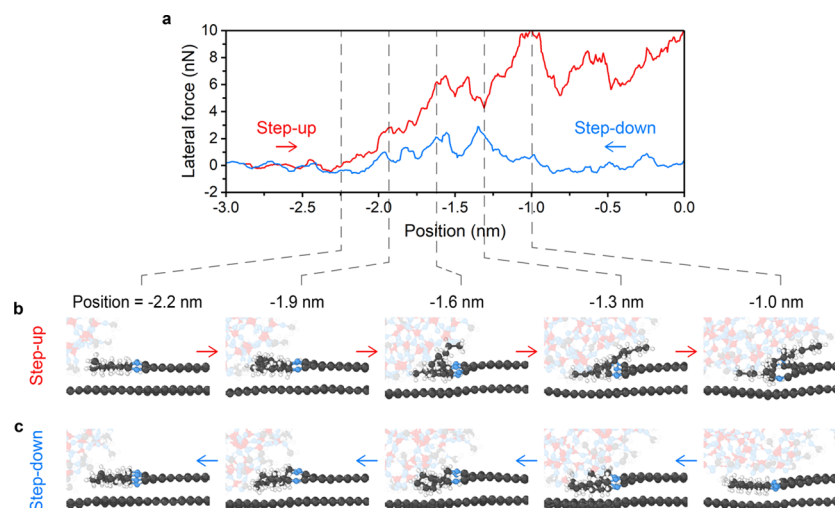 a
10
8
6
4
2
0
-2
Lateral force (nN)
Step-up
Step-down
-3.0 -2.5 -2.0 -1.5 -1.0 -0.5 0.0
Position (nm)
Position = -2.2 nm -1.9 nm -1.6 nm -1.3 nm -1.0 nm
b
Step-up
c
Step-down